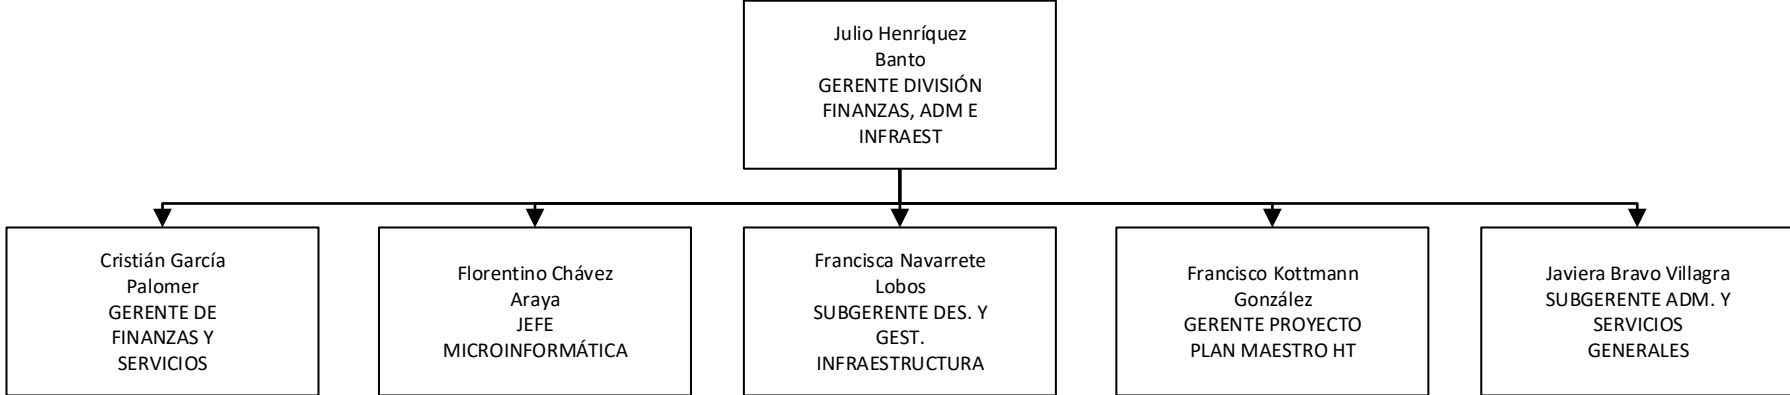 Julio Henríquez
Banto
GERENTE DIVISIÓN
FINANZAS, ADM E
INFRAEST
Cristián García
Palomer
GERENTE DE
FINANZAS Y
SERVICIOS
Florentino Chávez
Araya
JEFE
MICROINFORMÁTICA
Francisca Navarrete
Lobos
SUBGERENTE DES. Y
GEST.
INFRAESTRUCTURA
Francisco Kottmann
González
GERENTE PROYECTO
PLAN MAESTRO HT
Javiera Bravo Villagra
SUBGERENTE ADM. Y
SERVICIOS
GENERALES